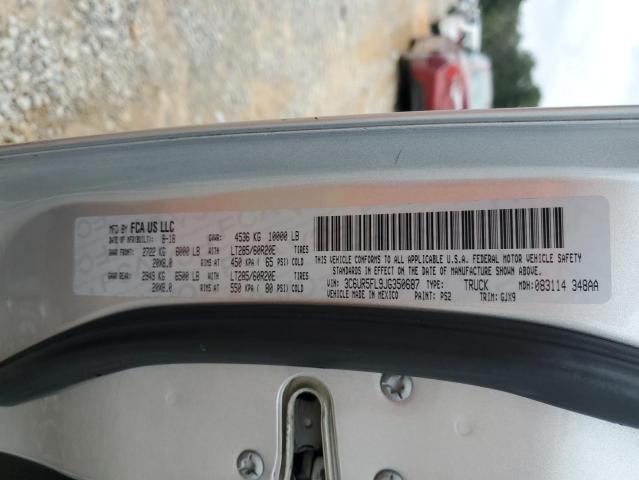 MFD BY FCA US LLC
DATE OF MFR(BUILT): 8-18 GVWR: 4536 KG 10000 LB
GAWR FRONT: 2722 KG 6000 LB WITH LT285/60R20E TIRES
20X8.0 RIMS AT 450 KPA ( 65 PSI) COLD
GAWR REAR: 2948 KG 6500 LB WITH LT285/60R20E TIRES
20X8.0 RIMS AT 550 KPA ( 80 PSI) COLD
THIS VEHICLE CONFORMS TO ALL APPLICABLE U.S.A. FEDERAL MOTOR VEHICLE SAFETY
STANDARDS IN EFFECT ON THE DATE OF MANUFACTURE SHOWN ABOVE.
VIN: 3C6UR5FL9JG350687 TYPE: TRUCK MDH: 083114 348AA
VEHICLE MADE IN MEXICO PAINT: PS2 TRIM: GJX9